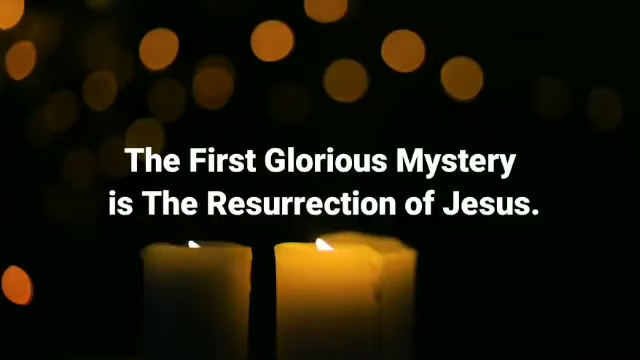 The First Glorious Mystery
is The Resurrection of Jesus.